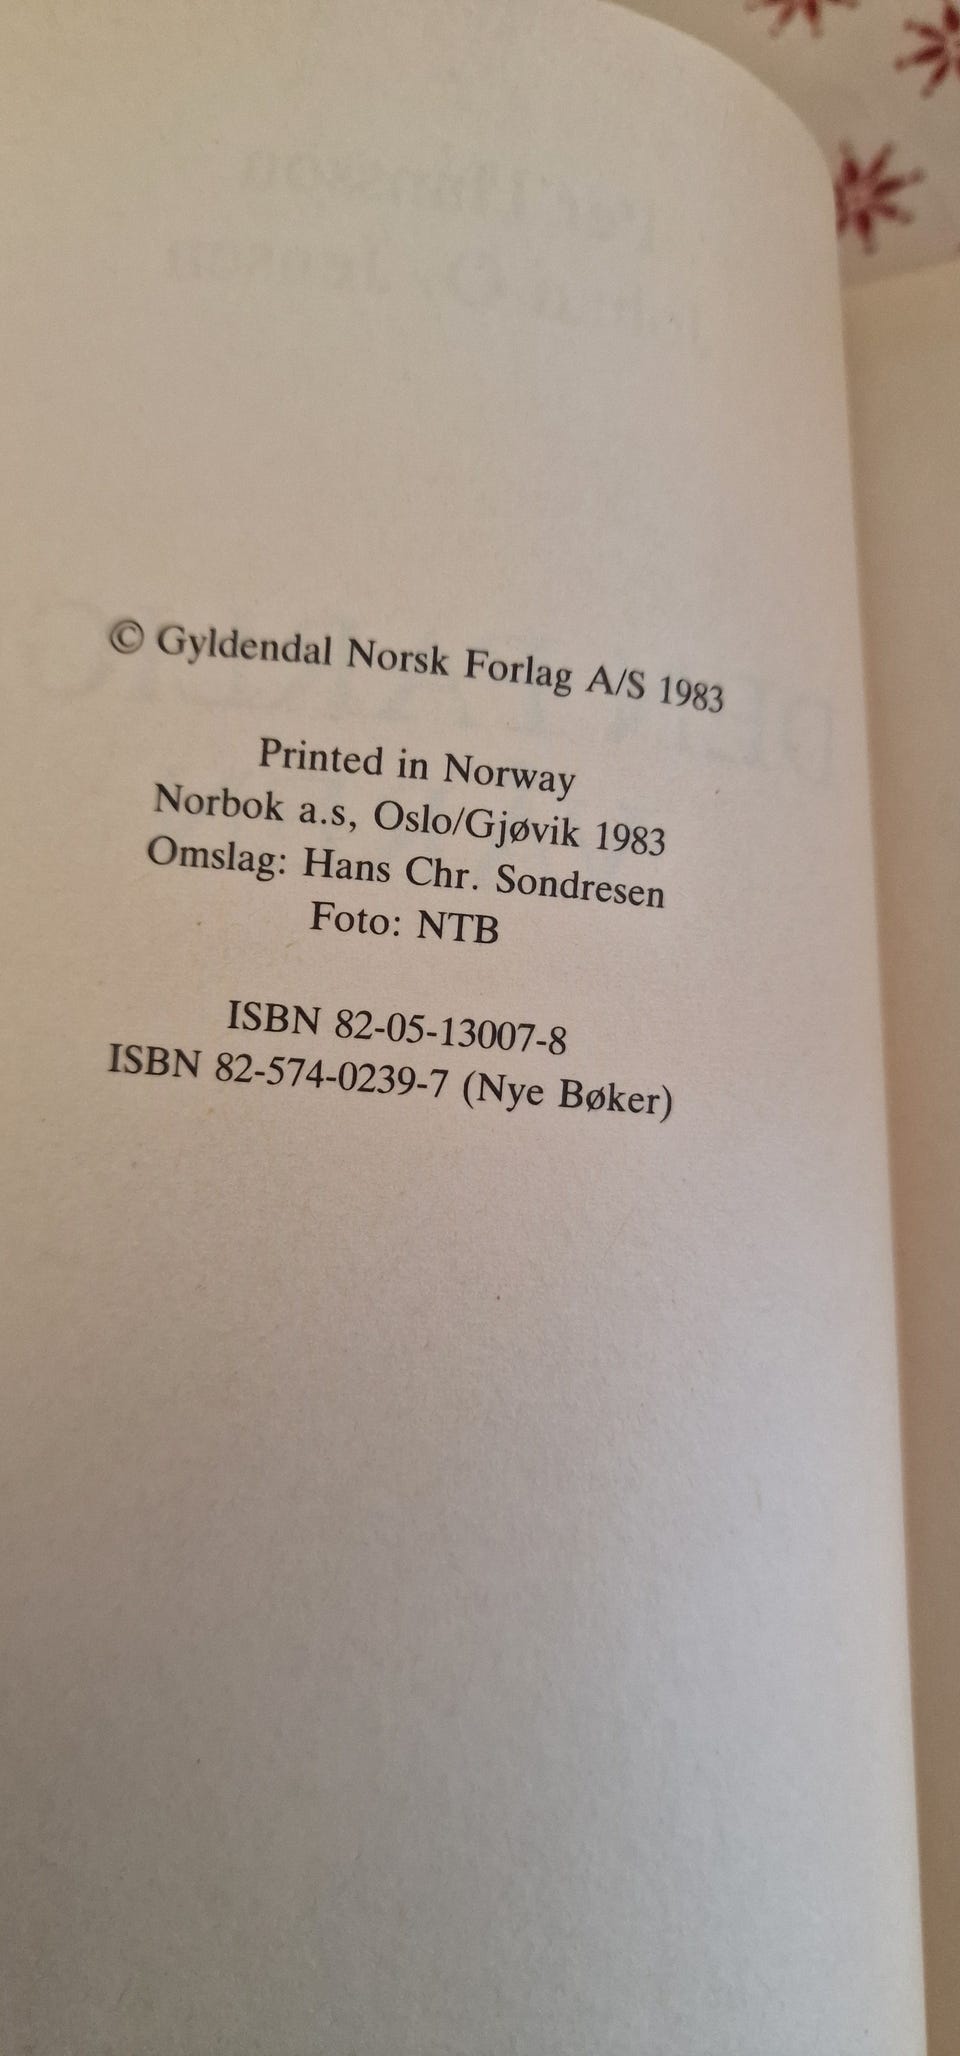 © Gyldendal Norsk Forlag A/S 1983
Printed in Norway
Norbok a.s, Oslo/Gjøvik 1983
Omslag: Hans Chr. Sondresen
Foto: NTB
ISBN 82-05-13007-8
ISBN 82-574-0239-7 (Nye Bøker)